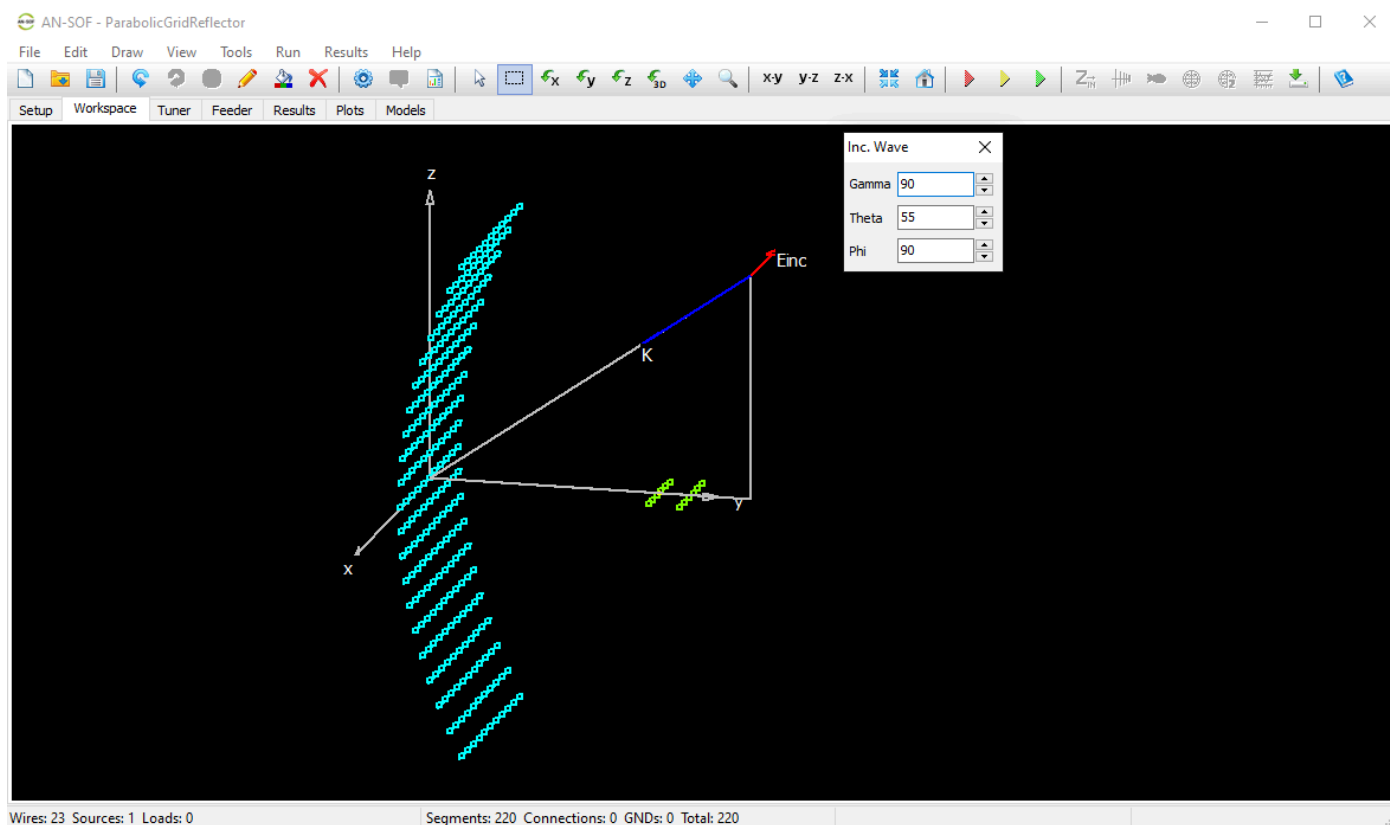 AN-SOF - ParabolicGridReflector
File Edit Draw View Tools Run Results Help
x-y y-z z-x
Setup Workspace Tuner Feeder Results Plots Models
Inc. Wave
Gamma 90
Theta 55
Phi 90
z
Einc
K
y
x
Wires: 23 Sources: 1 Loads: 0 Segments: 220 Connections: 0 GNDs: 0 Total: 220